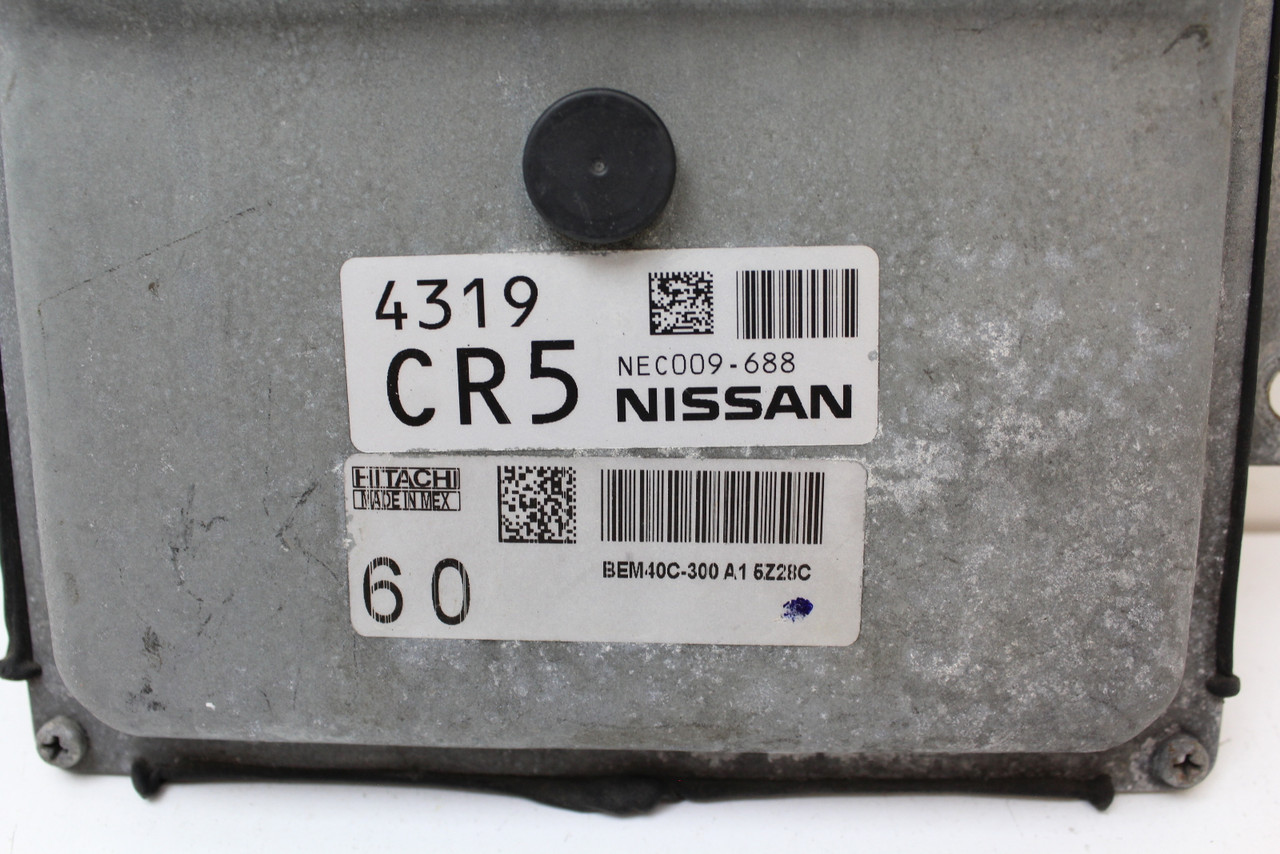 4319
CR5
NEC009-688
NISSAN
HITACHI
MADE IN MEX
60
BEM40C-300 A1 5Z28C